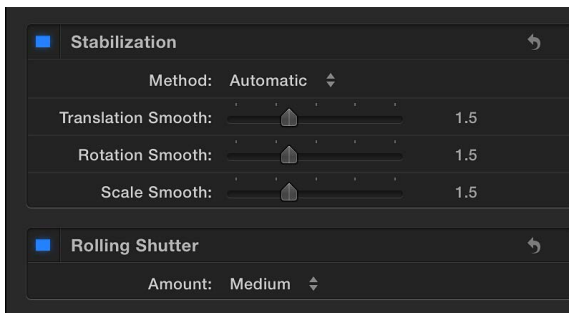 Stabilization
Method: Automatic
Translation Smooth: 1.5
Rotation Smooth: 1.5
Scale Smooth: 1.5
Rolling Shutter
Amount: Medium